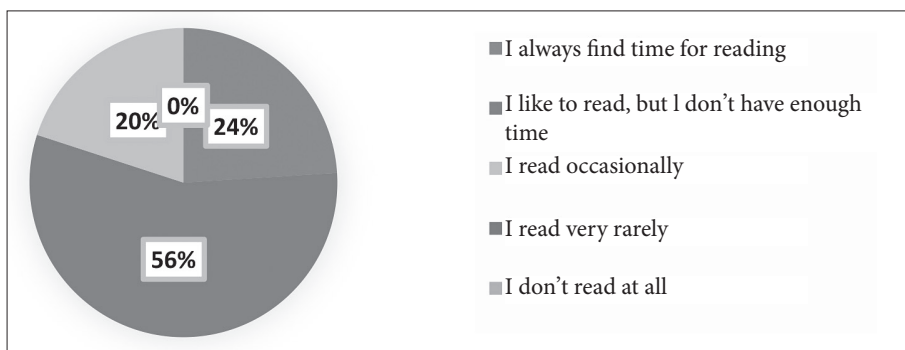 I always find time for reading
0%
20%
24%
I like to read, but l don't have enough
time
I read occasionally
I read very rarely
56%
I don't read at all